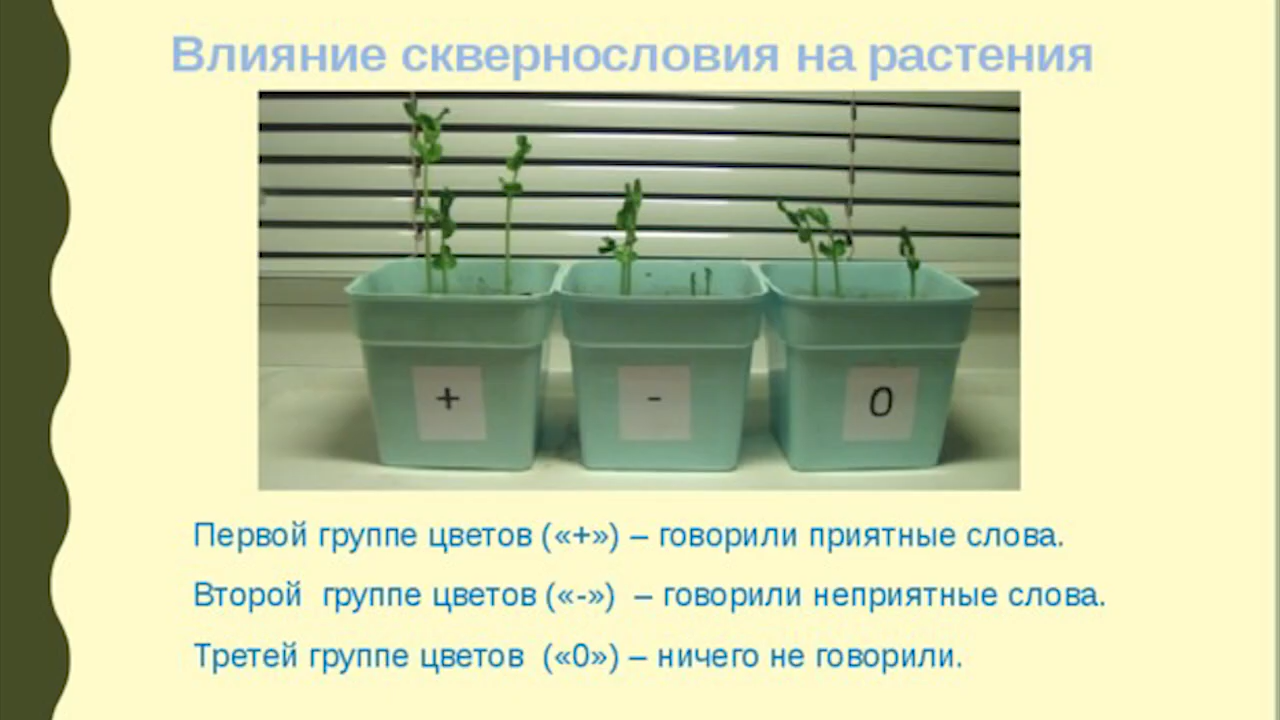 Влияние сквернословия на растения
+ - 0
Первой группе цветов («+») – говорили приятные слова.
Второй группе цветов («-») – говорили неприятные слова.
Третей группе цветов («0») – ничего не говорили.